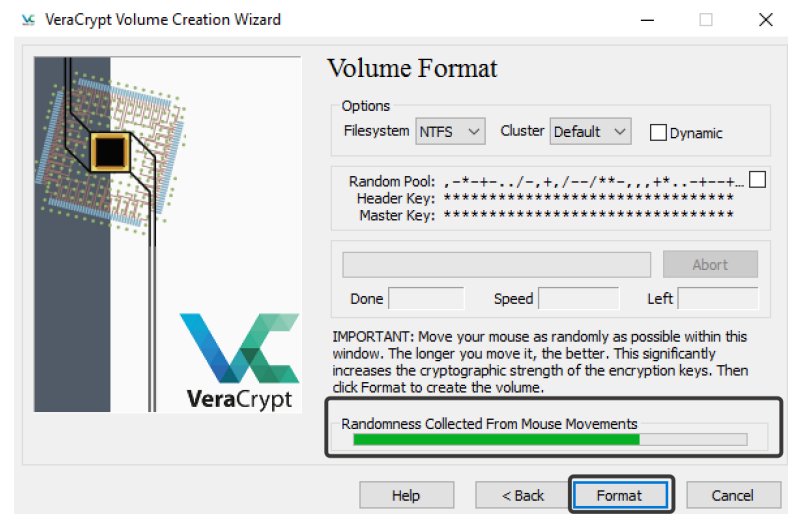 VeraCrypt Volume Creation Wizard
Volume Format
Options
Filesystem NTFS Cluster Default Dynamic
Random Pool: ,-*-+-../-,+,/--/**-,,,+*..-+--+...
Header Key: ********************************
Master Key: ********************************
Abort
Done Speed Left
IMPORTANT: Move your mouse as randomly as possible within this
window. The longer you move it, the better. This significantly
increases the cryptographic strength of the encryption keys. Then
click Format to create the volume.
VeraCrypt
Randomness Collected From Mouse Movements
Help < Back Format Cancel